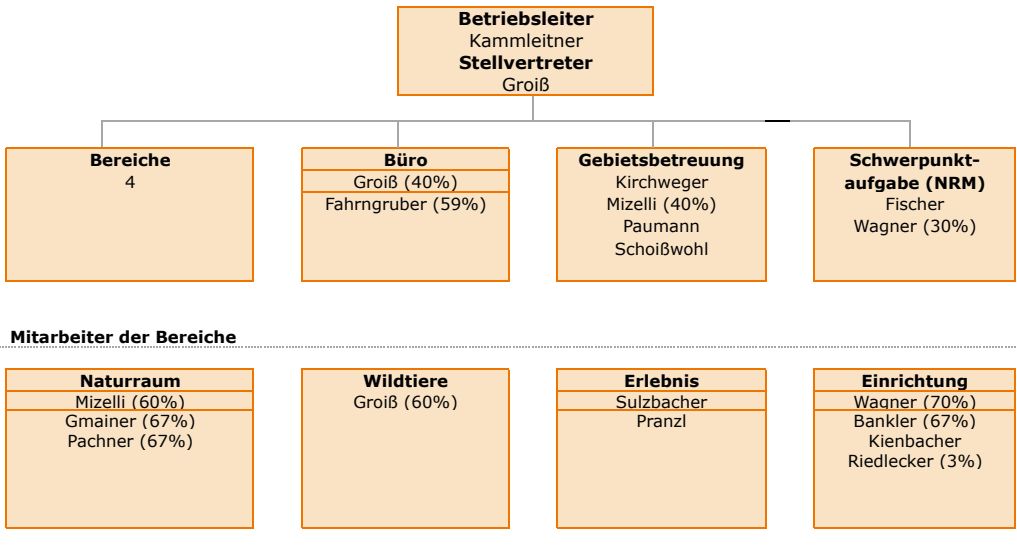 Betriebsleiter
Kammleitner
Stellvertreter
Groiß
Bereiche
4
Büro
Groiß (40%)
Fahrngruber (59%)
Gebietsbetreuung
Kirchweger
Mizelli (40%)
Paumann
Schoißwohl
Schwerpunkt-
aufgabe (NRM)
Fischer
Wagner (30%)
Mitarbeiter der Bereiche
Naturraum
Mizelli (60%)
Gmainer (67%)
Pachner (67%)
Wildtiere
Groiß (60%)
Erlebnis
Sulzbacher
Pranzl
Einrichtung
Wagner (70%)
Bankler (67%)
Kienbacher
Riedlecker (3%)